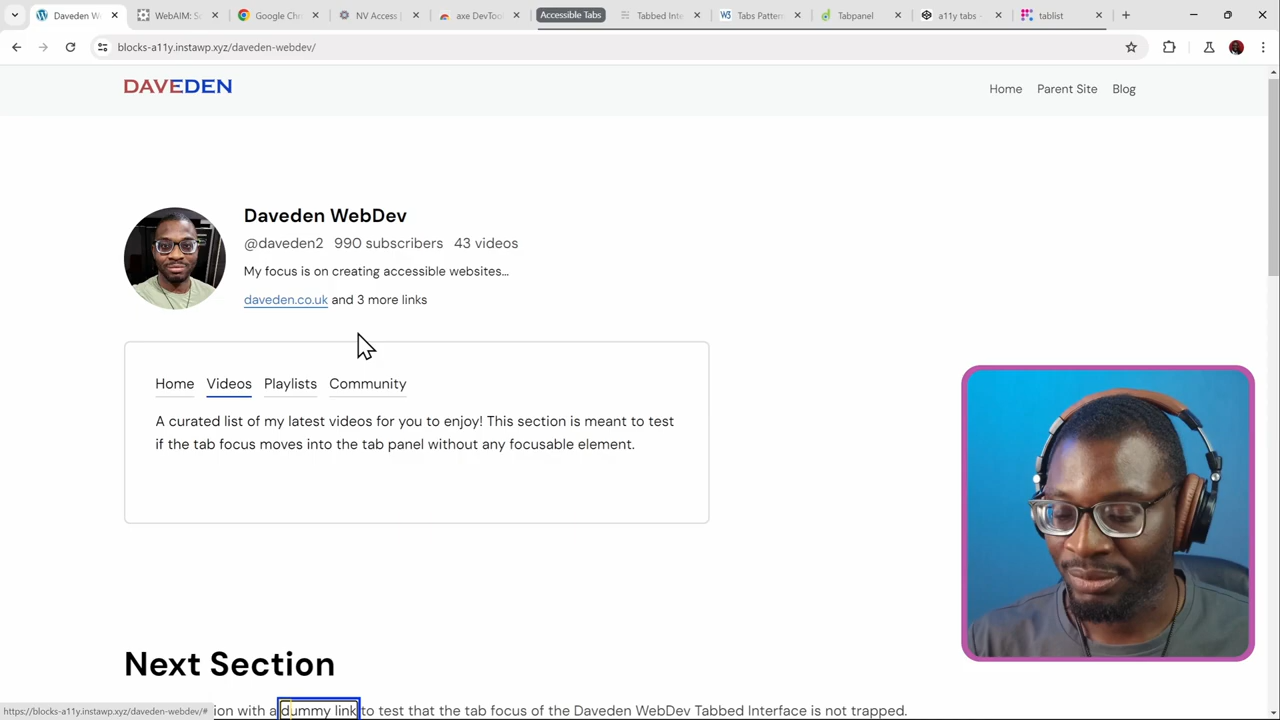 Daveden W
WebAIM: S
Google Chr
NV Access |
axe DevTool
Accessible Tabs
Tabbed Inte
Tabs Pattern
Tabpanel
a11y tabs
tablist
blocks-a11y.instawp.xyz/daveden-webdev/
DAVEDEN
Home Parent Site Blog
Daveden WebDev
@daveden2 990 subscribers 43 videos
My focus is on creating accessible websites...
daveden.co.uk and 3 more links
Home Videos Playlists Community
A curated list of my latest videos for you to enjoy! This section is meant to test
if the tab focus moves into the tab panel without any focusable element.
Next Section
ion with a dummy link to test that the tab focus of the Daveden WebDev Tabbed Interface is not trapped.
https://blocks-a11y.instawp.xyz/daveden-webdev/#